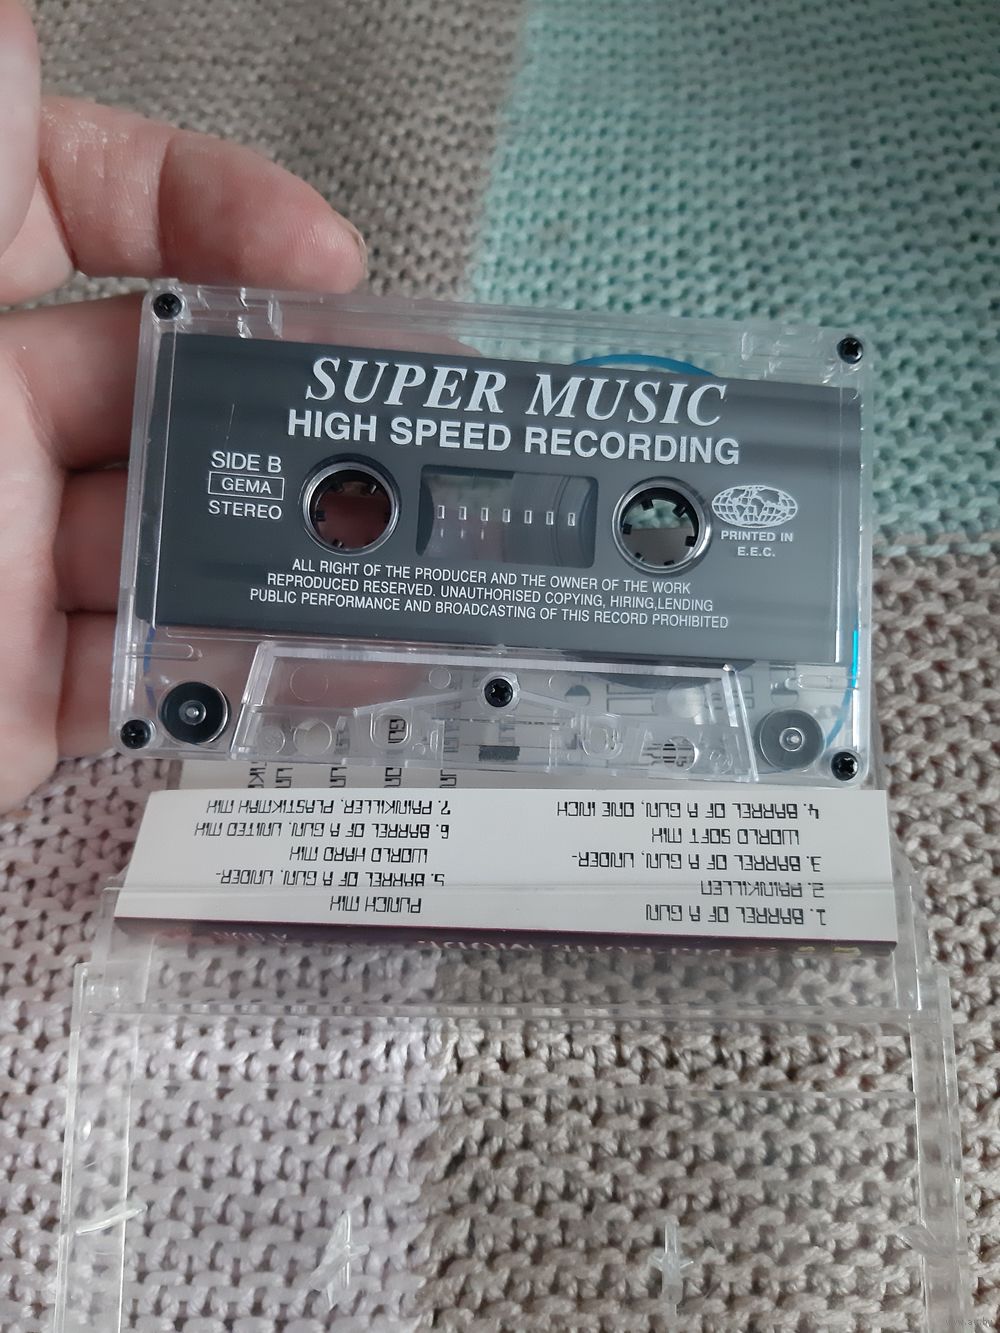 SUPER MUSIC
HIGH SPEED RECORDING
SIDE B
GEMA
STEREO
PRINTED IN
E.E.C.
ALL RIGHT OF THE PRODUCER AND THE OWNER OF THE WORK
REPRODUCED RESERVED. UNAUTHORISED COPYING, HIRING,LENDING
PUBLIC PERFORMANCE AND BROADCASTING OF THIS RECORD PROHIBITED
1. BARREL OF A GUN
2. PAINKILLER
3. BARREL OF A GUN, UNDER-
WORLD SOFT MIX
4. BARREL OF A GUN, ONE INCH
PUNCH MIX
5. BARREL OF A GUN, UNDER-
WORLD HARD MIX
6. BARREL OF A GUN, UNITED MIX
7. PAINKILLER, PLASTIKMAN MIX